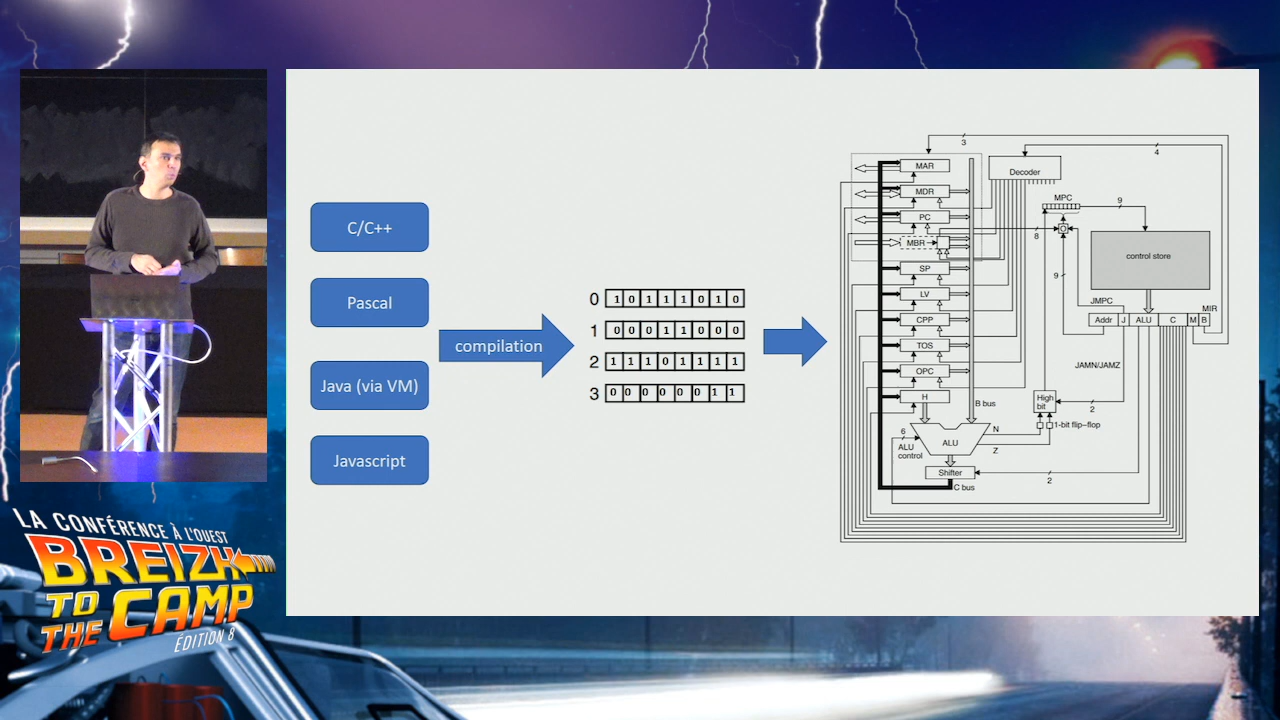 C/C++
Pascal
Java (via VM)
Javascript
compilation
0 1 0 1 1 1 0 1 0
1 0 0 0 1 1 0 0 0
2 1 1 1 0 1 1 1 1
3 0 0 0 0 0 0 1 1
3
4
MAR
Decoder
MDR
MPC
9
PC
8
MBR
control store
SP
9
LV
JMPC
MIR
CPP
Addr J ALU C M B
TOS
JAMN/JAMZ
OPC
H
High
bit
2
B bus
1-bit flip–flop
6
N
ALU
control
ALU
Z
Shifter
2
C bus
LA CONFÉRENCE À L'OUEST
BREIZH
TO
THE CAMP
ÉDITION 8